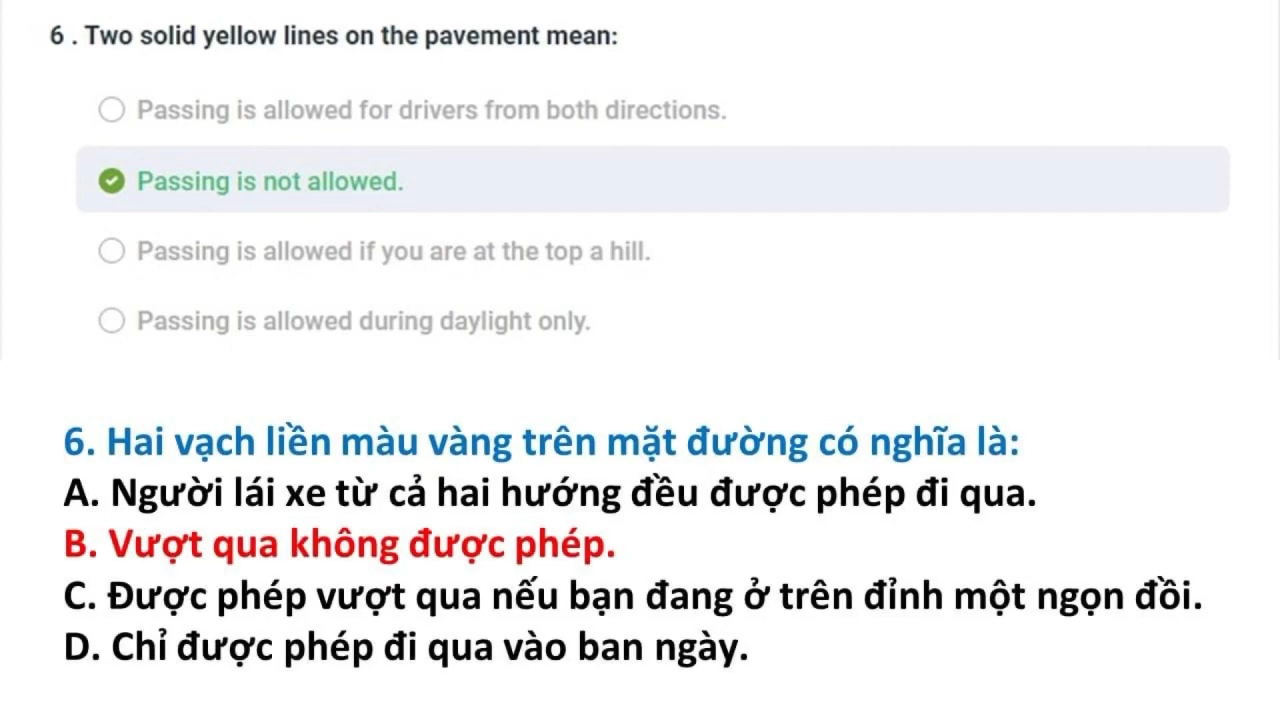 6 . Two solid yellow lines on the pavement mean:
Passing is allowed for drivers from both directions.
Passing is not allowed.
Passing is allowed if you are at the top a hill.
Passing is allowed during daylight only.
6. Hai vạch liền màu vàng trên mặt đường có nghĩa là:
A. Người lái xe từ cả hai hướng đều được phép đi qua.
B. Vượt qua không được phép.
C. Được phép vượt qua nếu bạn đang ở trên đỉnh một ngọn đồi.
D. Chỉ được phép đi qua vào ban ngày.